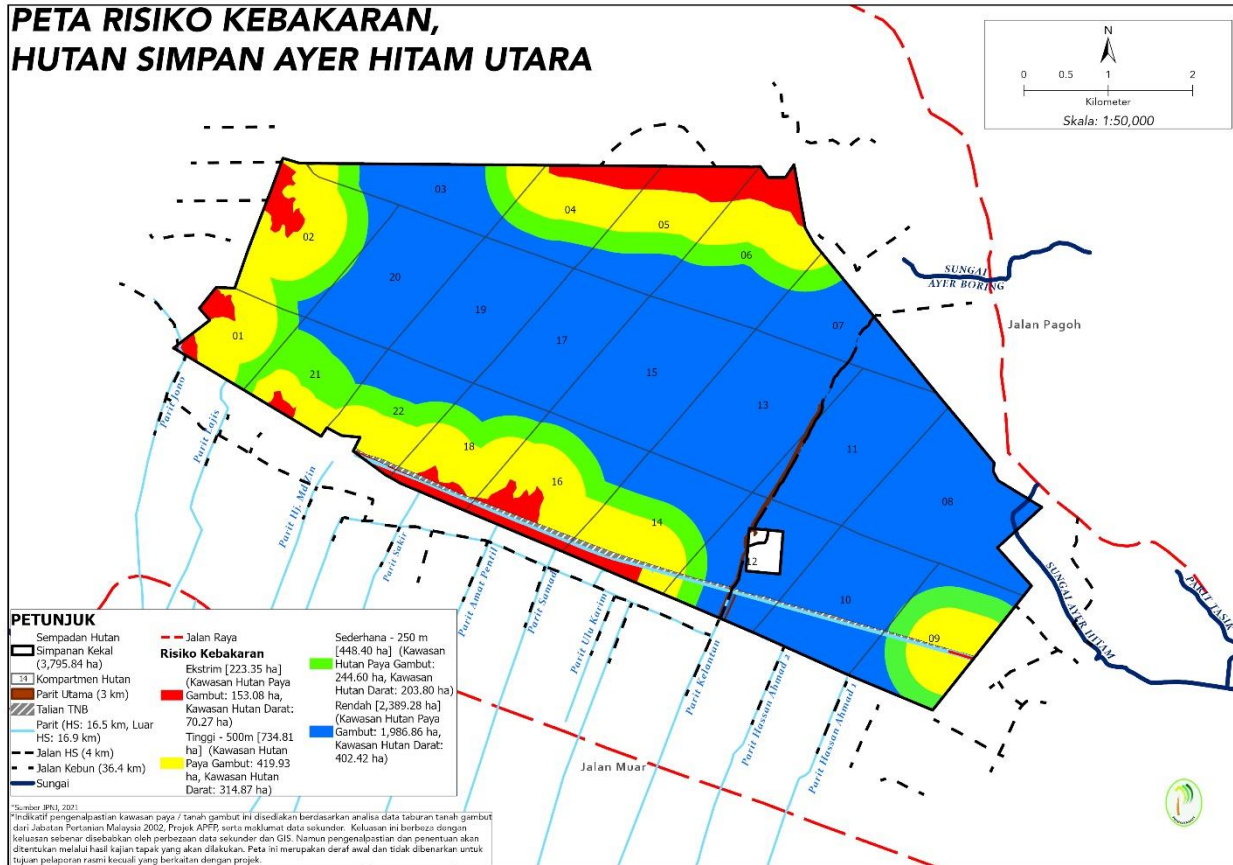 PETA RISIKO KEBAKARAN,
HUTAN SIMPAN AYER HITAM UTARA
N
0 0.5 1 2
Kilometer
Skala: 1:50,000
03
04
05
02
06
20
SUNGAI
AYER BORING
19
07
Jalan Pagoh
17
01
15
21
13
22
Parit Jono
Parit Lajis
18
11
16
08
14
Parit Hj. Md Zin
Parit Sakir
12
Parit Amat Pentil
Parit Samad
Parit Ulu Karim
10
SUNGAI AYER HITAM
PARIT TASIK
09
Parit Kelantun
Parit Hassan Ahmad 2
Parit Hassan Ahmad 1
Jalan Muar
PETUNJUK
Sempadan Hutan
Simpanan Kekal
(3,795.84 ha)
14 Kompartmen Hutan
Parit Utama (3 km)
Talian TNB
Parit (HS: 16.5 km, Luar
HS: 16.9 km)
Jalan HS (4 km)
Jalan Kebun (36.4 km)
Sungai
Jalan Raya
Risiko Kebakaran
Ekstrim [223.35 ha]
(Kawasan Hutan Paya
Gambut: 153.08 ha,
Kawasan Hutan Darat:
70.27 ha)
Tinggi - 500m [734.81
ha] (Kawasan Hutan
Paya Gambut: 419.93
ha, Kawasan Hutan
Darat: 314.87 ha)
Sederhana - 250 m
[448.40 ha] (Kawasan
Hutan Paya Gambut:
244.60 ha, Kawasan
Hutan Darat: 203.80 ha)
Rendah [2,389.28 ha]
(Kawasan Hutan Paya
Gambut: 1,986.86 ha,
Kawasan Hutan Darat:
402.42 ha)
*Sumber JPNJ, 2021
*Indikatif pengenalpastian kawasan paya / tanah gambut ini disediakan berdasarkan analisa data taburan tanah gambut
dari Jabatan Pertanian Malaysia 2002, Projek APFP, serta maklumat data sekunder. Keluasan ini berbeza dengan
keluasan sebenar disebabkan oleh perbezaan data sekunder dan GIS. Namun pengenalpastian dan penentuan akan
ditentukan melalui hasil kajian tapak yang akan dilakukan. Peta ini merupakan deraf awal dan tidak dibenarkan untuk
tujuan pelaporan rasmi kecuali yang berkaitan dengan projek.